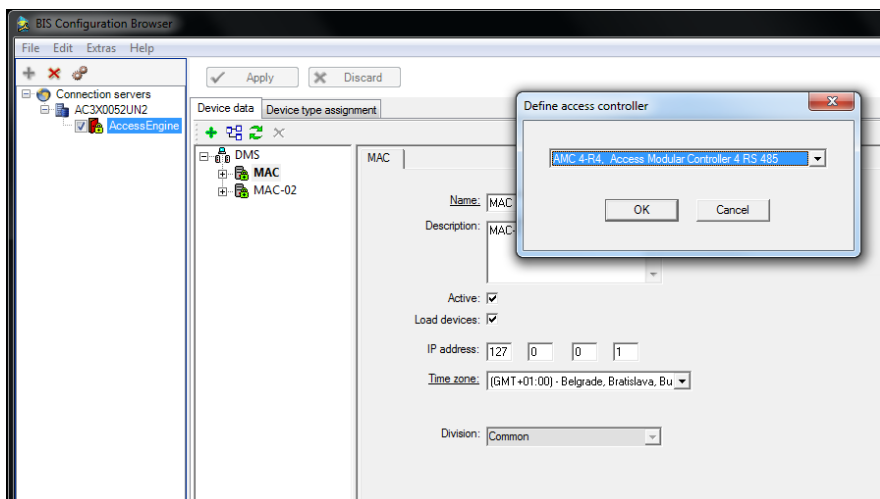 BIS Configuration Browser
File Edit Extras Help
Apply
Discard
Connection servers
AC3X0052UN2
AccessEngine
Device data
Device type assignment
DMS
MAC
MAC-02
MAC
Name: MAC
Description: MAC-
Active:
Load devices:
IP address: 127 0 0 1
Time zone: (GMT+01:00) - Belgrade, Bratislava, Bu
Division: Common
Define access controller
AMC 4-R4, Access Modular Controller 4 RS 485
OK
Cancel